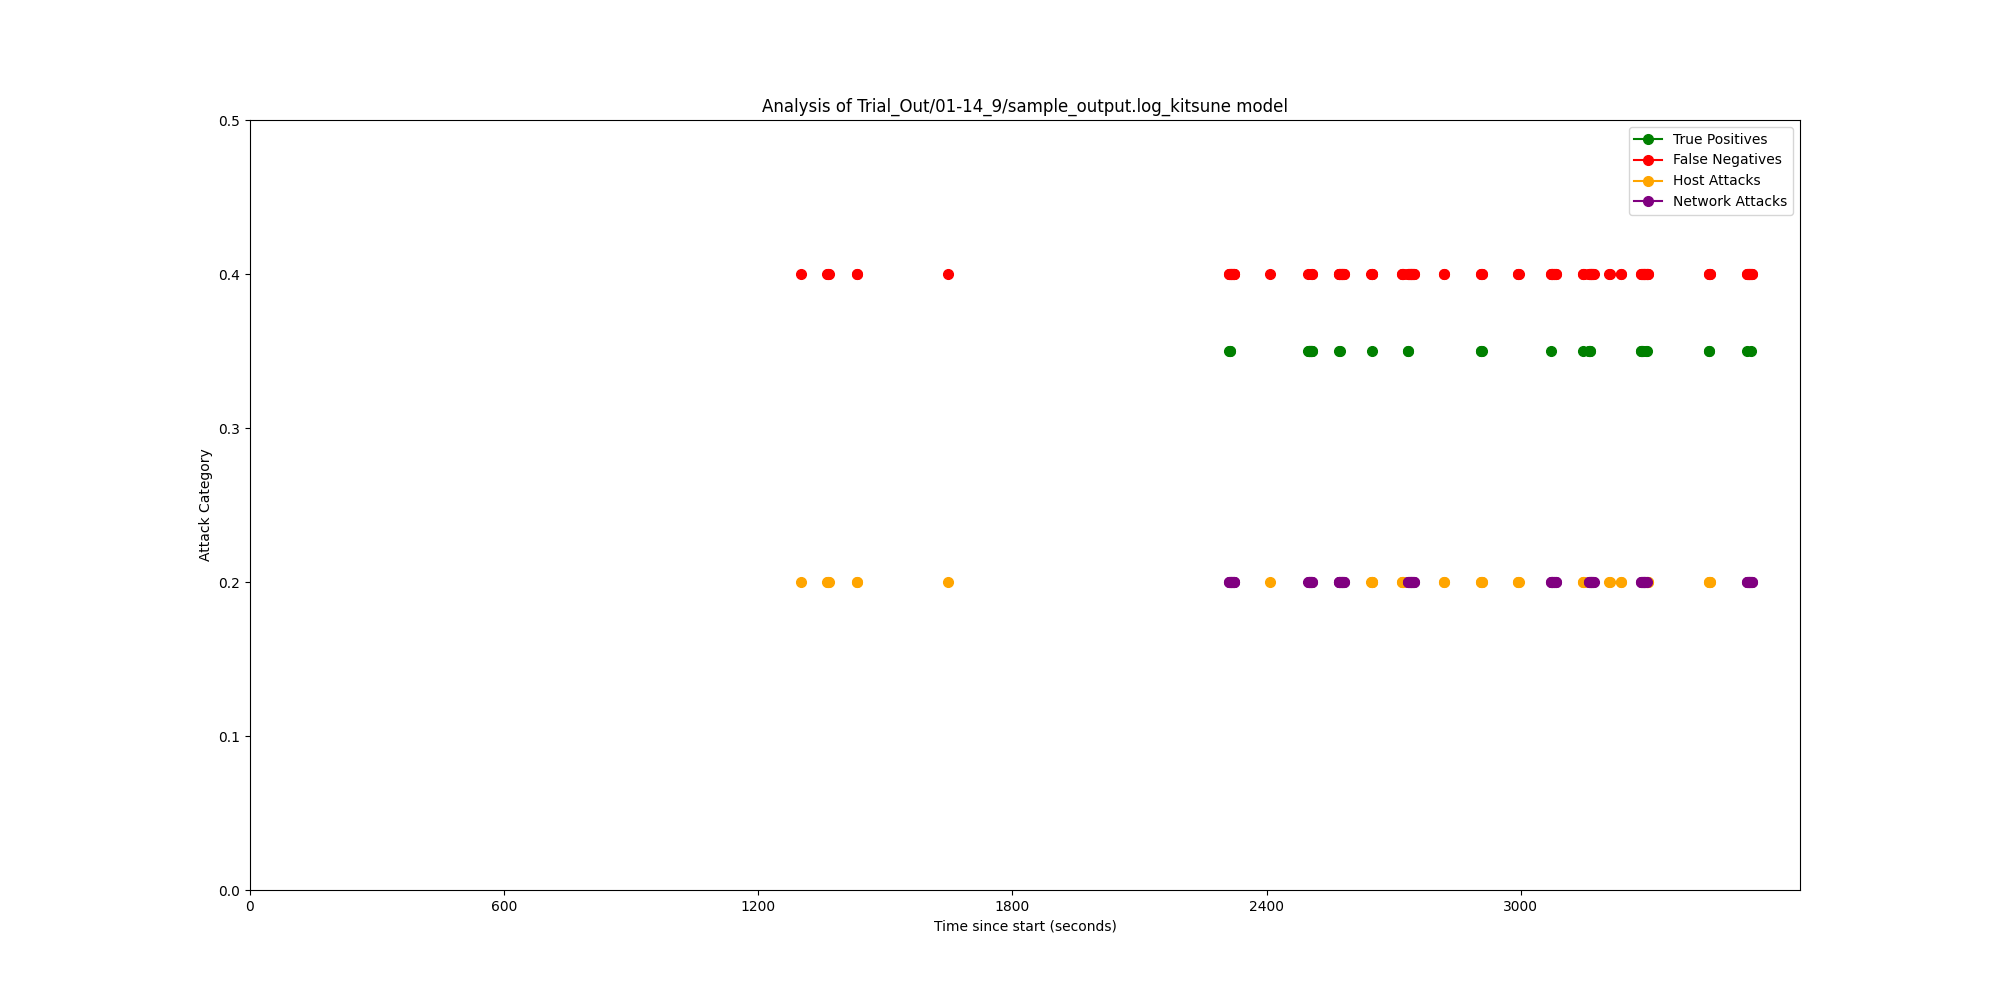 Analysis of Trial_Out/01-14_9/sample_output.log_kitsune model
0.5
0.4
0.3
0.2
0.1
0.0
Attack Category
True Positives
False Negatives
Host Attacks
Network Attacks
0 600 1200 1800 2400 3000
Time since start (seconds)